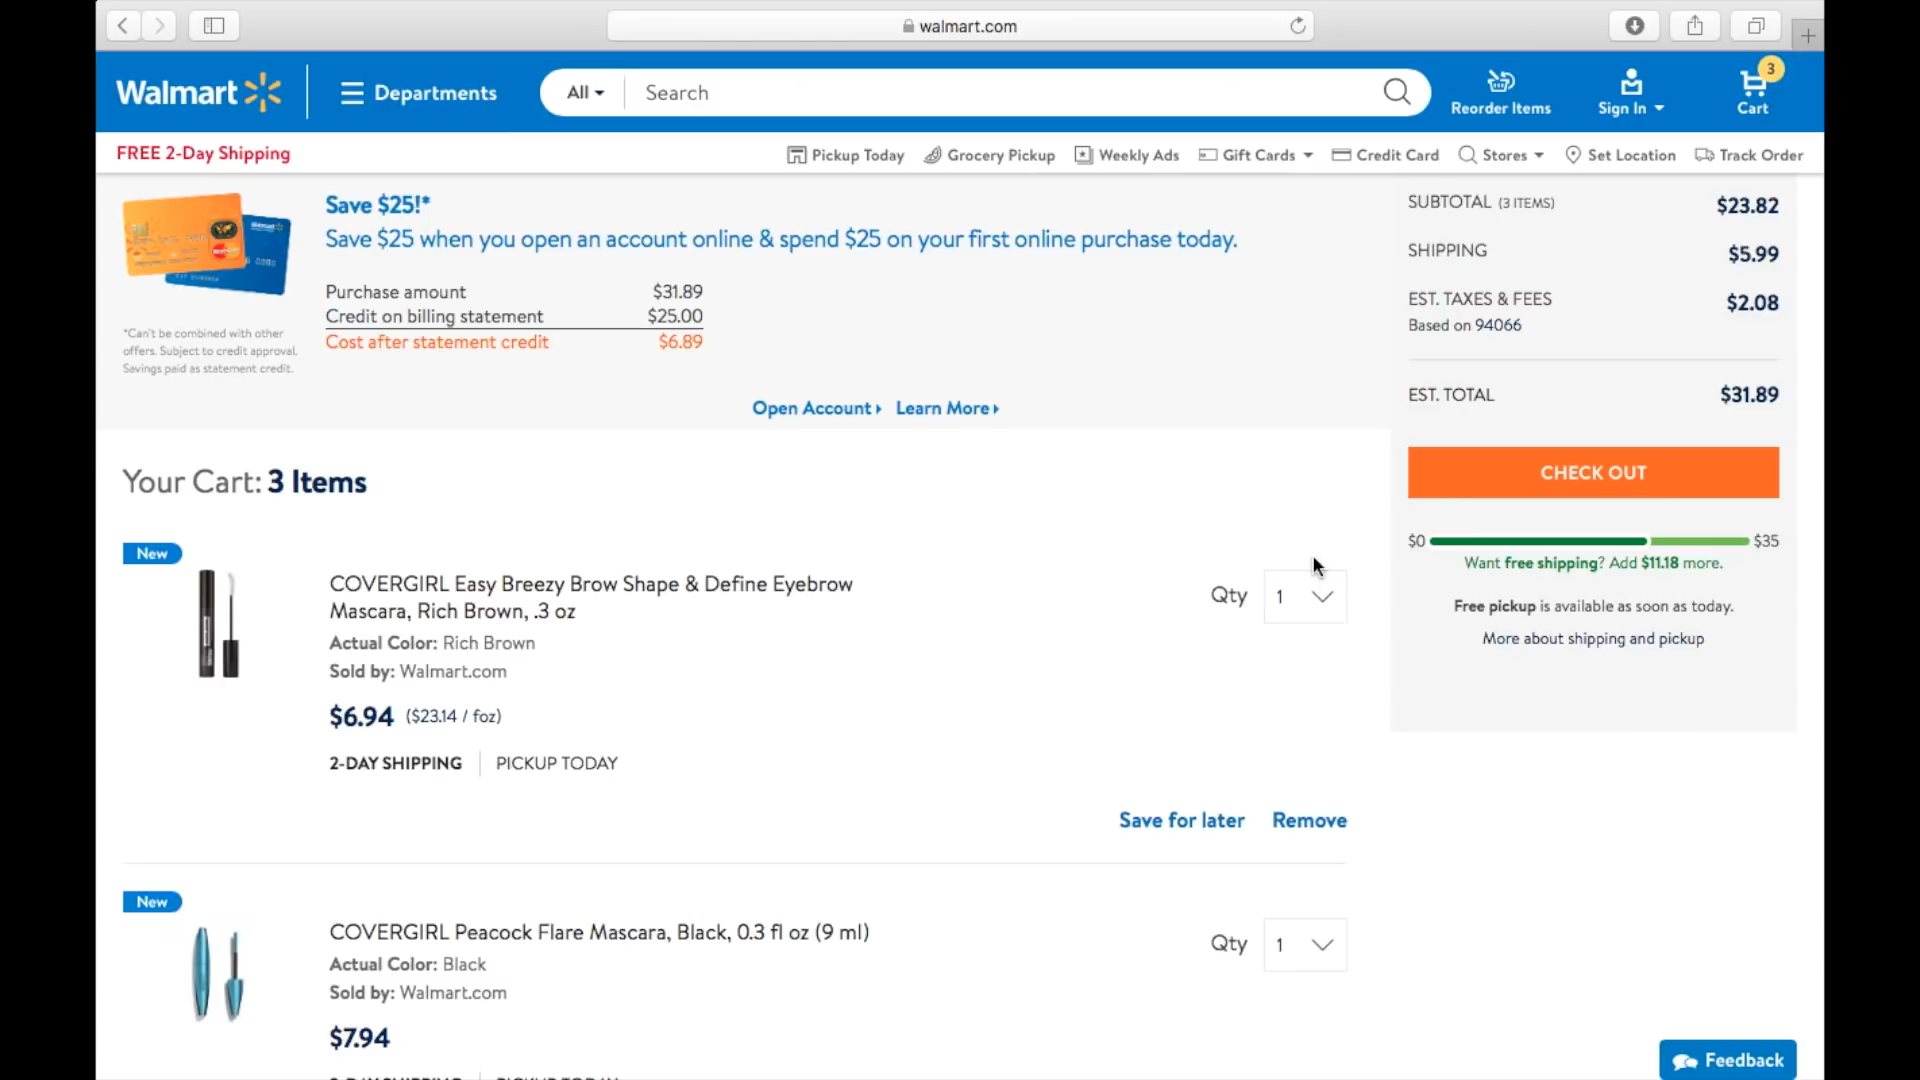 walmart.com
Walmart
Departments
All
Search
Reorder Items
Sign In
3
Cart
FREE 2-Day Shipping
Pickup Today
Grocery Pickup
Weekly Ads
Gift Cards
Credit Card
Stores
Set Location
Track Order
Save $25!*
Save $25 when you open an account online & spend $25 on your first online purchase today.
Purchase amount $31.89
Credit on billing statement $25.00
Cost after statement credit $6.89
*Can't be combined with other
offers. Subject to credit approval.
Savings paid as statement credit.
Open Account
Learn More
SUBTOTAL (3 ITEMS) $23.82
SHIPPING $5.99
EST. TAXES & FEES $2.08
Based on 94066
EST. TOTAL $31.89
CHECK OUT
$0 $35
Want free shipping? Add $11.18 more.
Free pickup is available as soon as today.
More about shipping and pickup
Your Cart: 3 Items
New
COVERGIRL Easy Breezy Brow Shape & Define Eyebrow
Mascara, Rich Brown, .3 oz
Actual Color: Rich Brown
Sold by: Walmart.com
$6.94 ($23.14 / foz)
2-DAY SHIPPING PICKUP TODAY
Qty 1
Save for later Remove
New
COVERGIRL Peacock Flare Mascara, Black, 0.3 fl oz (9 ml)
Actual Color: Black
Sold by: Walmart.com
$7.94
2-DAY SHIPPING PICKUP TODAY
Qty 1
Feedback